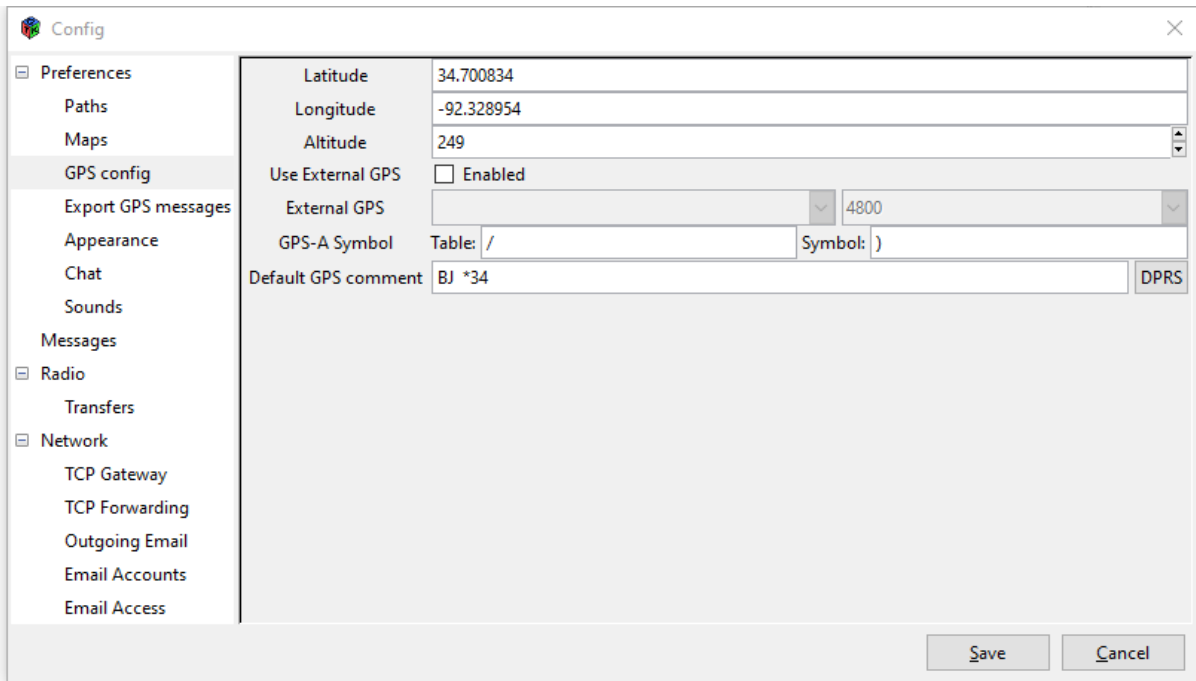 Config
Preferences
Paths
Maps
GPS config
Export GPS messages
Appearance
Chat
Sounds
Messages
Radio
Transfers
Network
TCP Gateway
TCP Forwarding
Outgoing Email
Email Accounts
Email Access
Latitude 34.700834
Longitude -92.328954
Altitude 249
Use External GPS Enabled
External GPS 4800
GPS-A Symbol Table: / Symbol: )
Default GPS comment BJ  *34 DPRS
Save Cancel